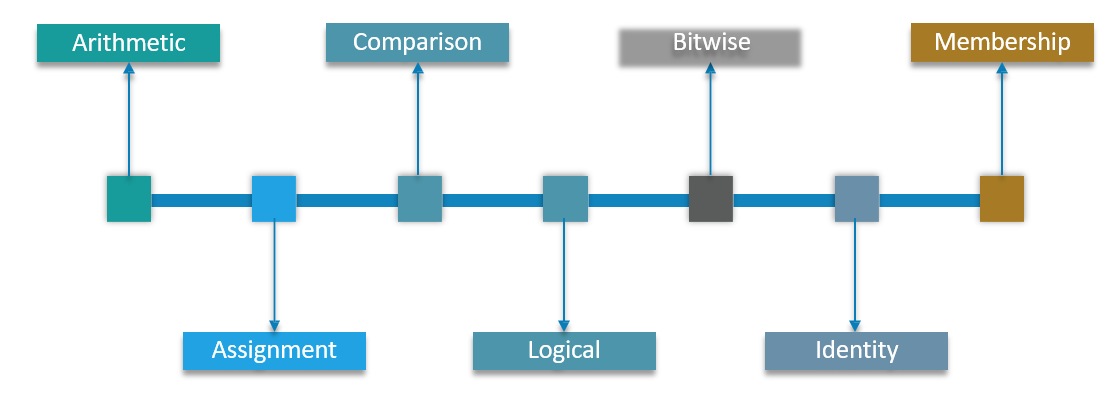 Arithmetic
Comparison
Bitwise
Membership
Assignment
Logical
Identity